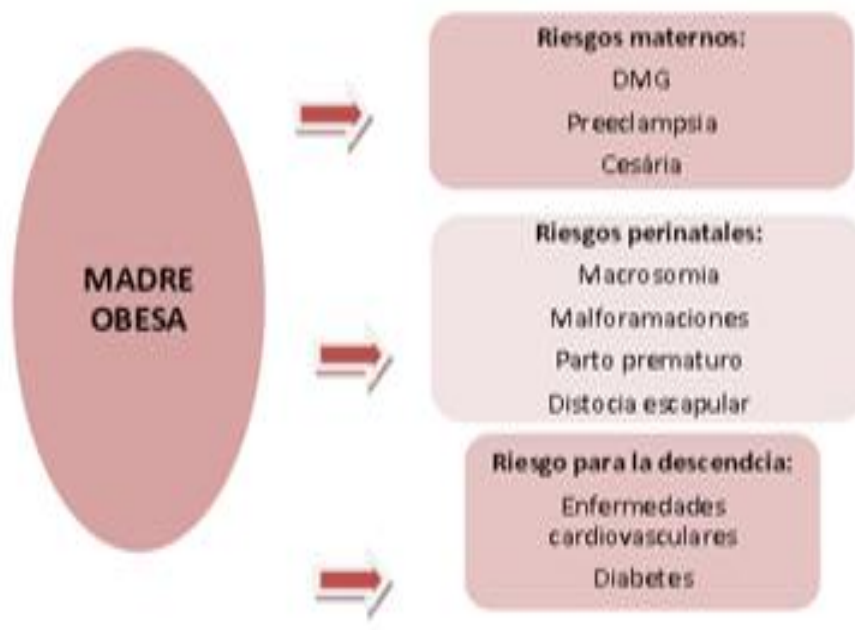 MADRE
OBESA
Riesgos maternos:
DMG
Preeclampsia
Cesária
Riesgos perinatales:
Macrosomia
Malforamaciones
Parto prematuro
Distocia escapular
Riesgo para la descendcia:
Enfermedades
cardiovasculares
Diabetes